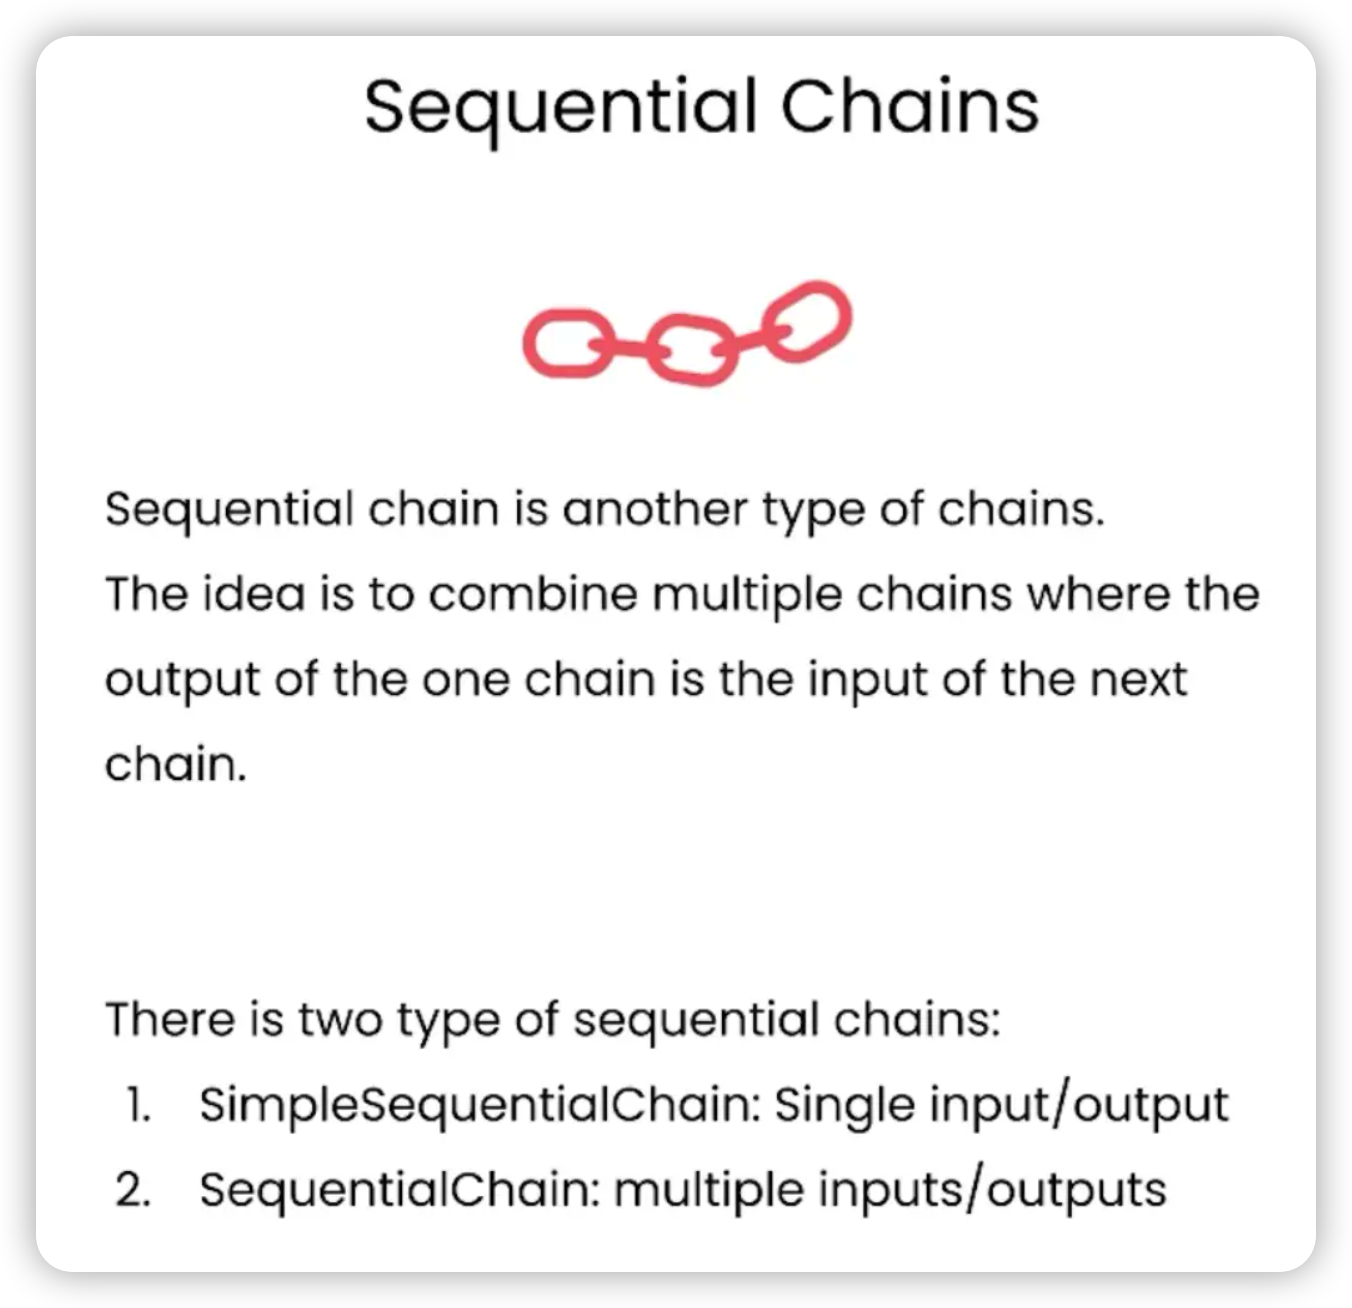 Sequential Chains
Sequential chain is another type of chains.
The idea is to combine multiple chains where the
output of the one chain is the input of the next
chain.
There is two type of sequential chains:
1. SimpleSequentialChain: Single input/output
2. SequentialChain: multiple inputs/outputs